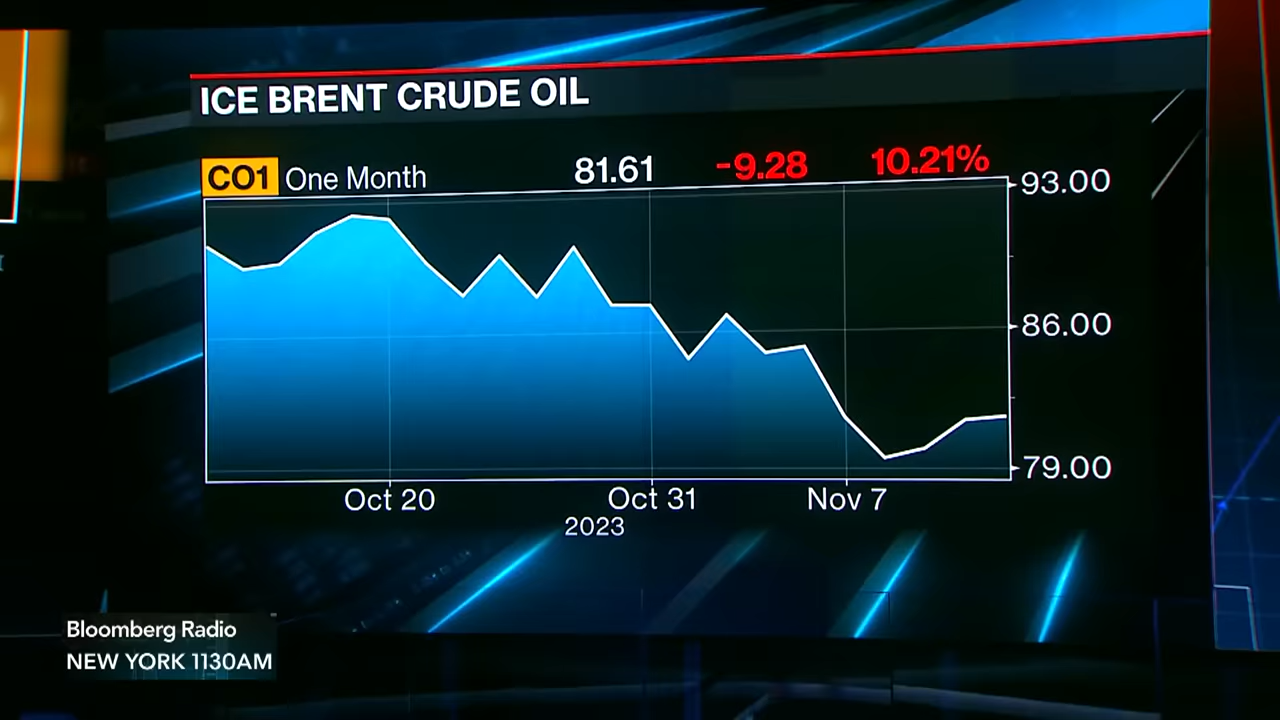 ICE BRENT CRUDE OIL
CO1 One Month 81.61 -9.28 10.21%
93.00
86.00
79.00
Oct 20 Oct 31 Nov 7
2023
Bloomberg Radio
NEW YORK 1130AM